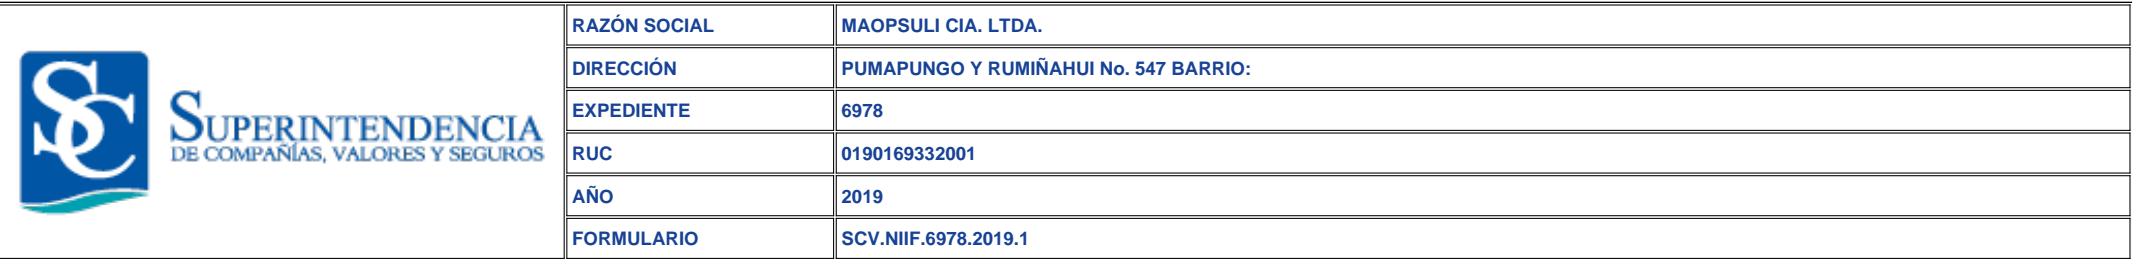 SC
SUPERINTENDENCIA
DE COMPAÑÍAS, VALORES Y SEGUROS
RAZÓN SOCIAL MAOPSULI CIA. LTDA.
DIRECCIÓN PUMAPUNGO Y RUMIÑAHUI No. 547 BARRIO:
EXPEDIENTE 6978
RUC 0190169332001
AÑO 2019
FORMULARIO SCV.NIIF.6978.2019.1